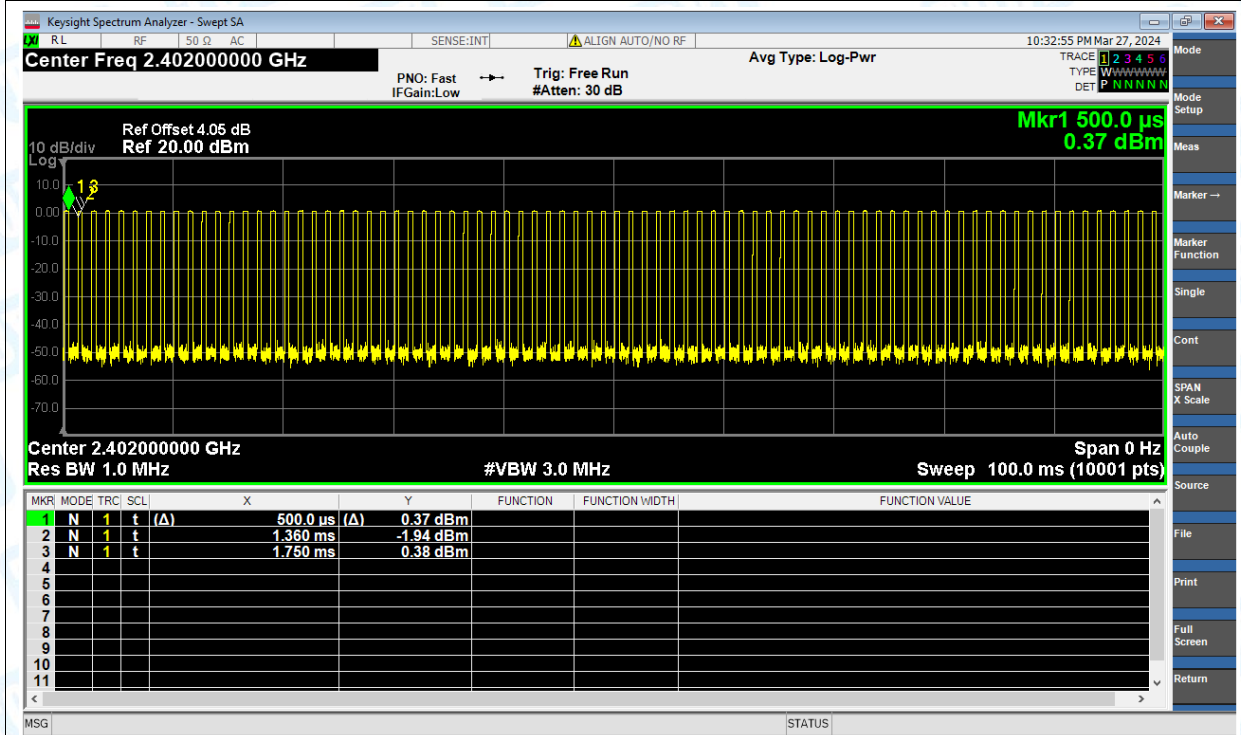 Keysight Spectrum Analyzer - Swept SA
LXI RL RF 50 Ω AC SENSE:INT ALIGN AUTO/NO RF 10:32:55 PM Mar 27, 2024
Center Freq 2.402000000 GHz
PNO: Fast
IFGain:Low
Trig: Free Run
#Atten: 30 dB
Avg Type: Log-Pwr
TRACE 1 2 3 4 5 6
TYPE WWWWWW
DET P N N N N N
Ref Offset 4.05 dB
10 dB/div Ref 20.00 dBm
Log
Mkr1 500.0 µs
0.37 dBm
10.0
0.00
-10.0
-20.0
-30.0
-40.0
-50.0
-60.0
-70.0
1 2 3
Center 2.402000000 GHz Span 0 Hz
Res BW 1.0 MHz #VBW 3.0 MHz Sweep 100.0 ms (10001 pts)
MKR MODE TRC SCL X Y FUNCTION FUNCTION WIDTH FUNCTION VALUE
1 N 1 t (Δ) 500.0 µs (Δ) 0.37 dBm
2 N 1 t 1.360 ms -1.94 dBm
3 N 1 t 1.750 ms 0.38 dBm
4
5
6
7
8
9
10
11
MSG STATUS
Mode
Mode
Setup
Meas
Marker →
Marker
Function
Single
Cont
SPAN
X Scale
Auto
Couple
Source
File
Print
Full
Screen
Return